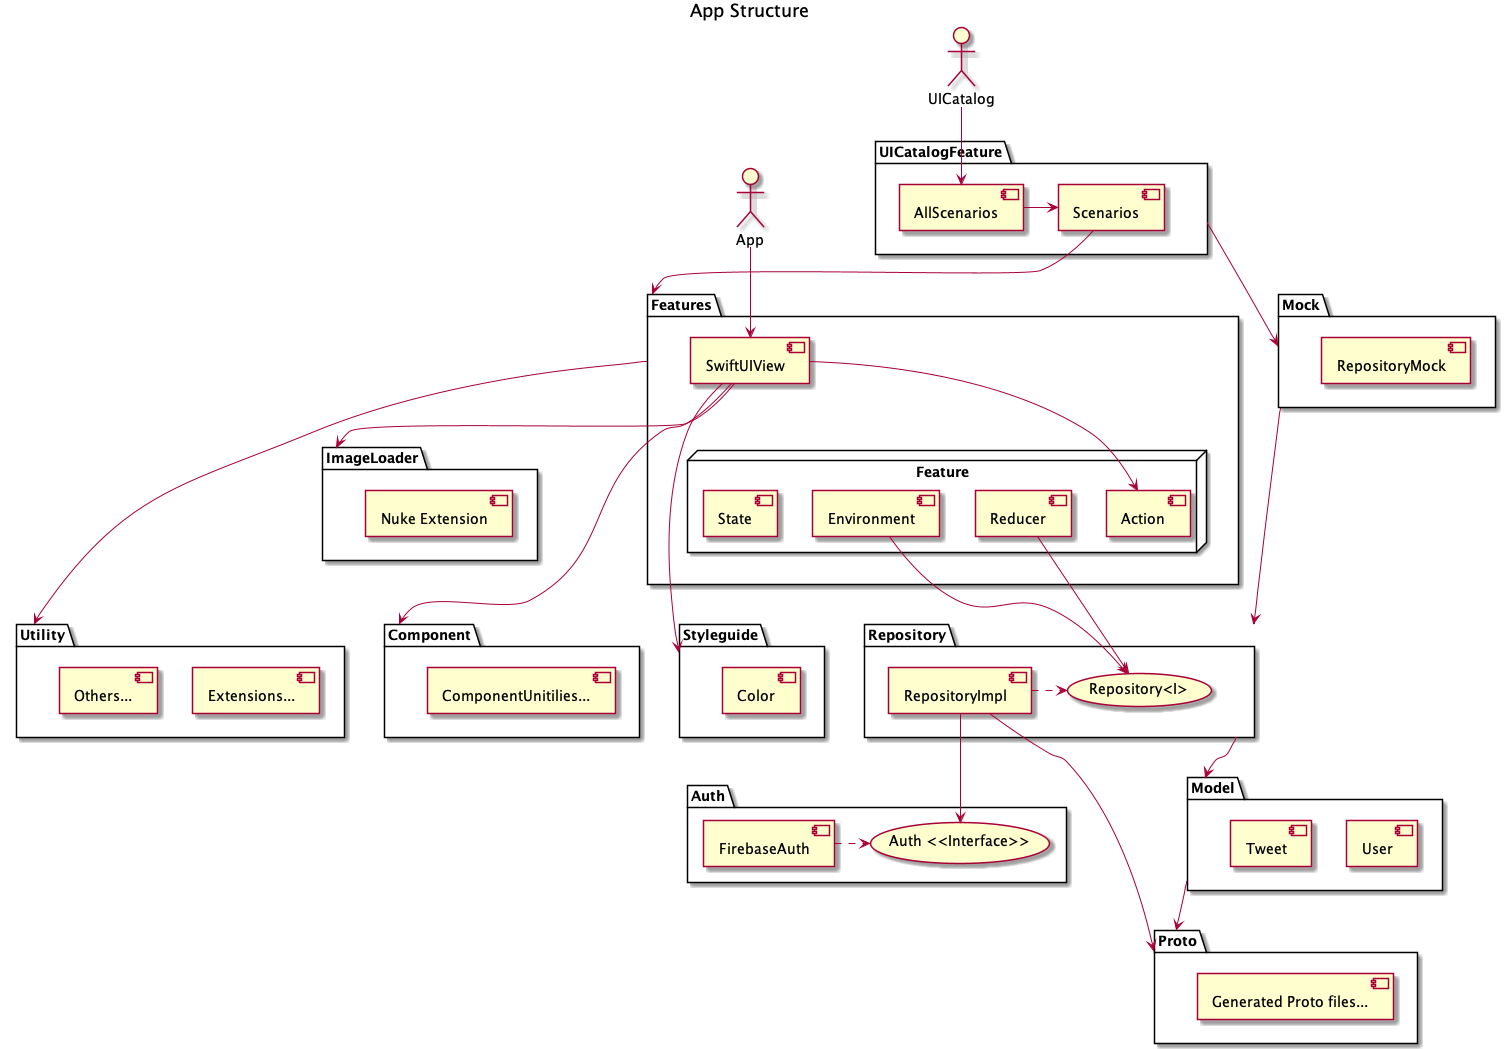 App Structure
UICatalog
UICatalogFeature
AllScenarios
Scenarios
App
Features
SwiftUIView
Mock
RepositoryMock
ImageLoader
Nuke Extension
Feature
State
Environment
Reducer
Action
Utility
Others...
Extensions...
Component
ComponentUnitilies...
Styleguide
Color
Repository
RepositoryImpl
Repository<I>
Auth
FirebaseAuth
Auth <<Interface>>
Model
Tweet
User
Proto
Generated Proto files...